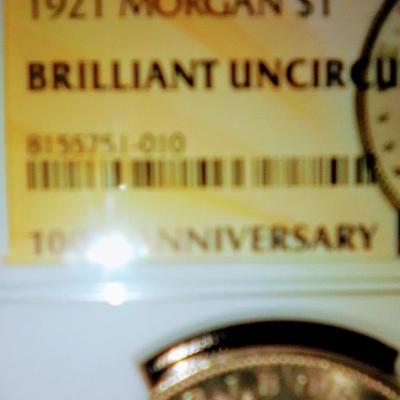 1921 MORGAN $1
BRILLIANT UNCIRCU
8155751-010
ANNIVERSARY